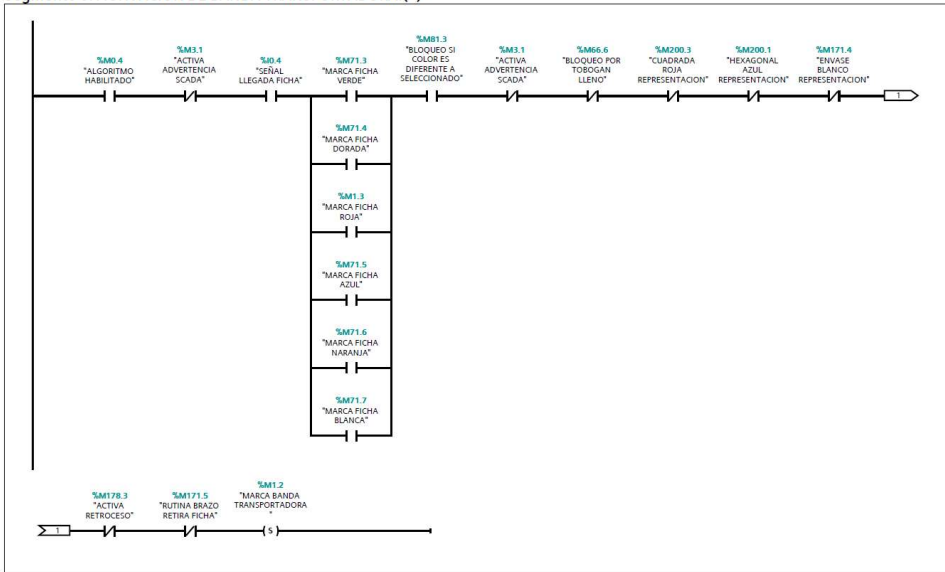 %M0.4
"ALGORITMO
HABILITADO"
%M3.1
"ACTIVA
ADVERTENCIA
SCADA"
%I0.4
"SEÑAL
LLEGADA FICHA"
%M71.3
"MARCA FICHA
VERDE"
%M81.3
"BLOQUEO SI
COLOR ES
DIFERENTE A
SELECCIONADO"
%M3.1
"ACTIVA
ADVERTENCIA
SCADA"
%M66.6
"BLOQUEO POR
TOBOGAN
LLENO"
%M200.3
"CUADRADA
ROJA
REPRESENTACION"
%M200.1
"HEXAGONAL
AZUL
REPRESENTACION"
%M171.4
"ENVASE
BLANCO
REPRESENTACION"
1
%M71.4
"MARCA FICHA
DORADA"
%M1.3
"MARCA FICHA
ROJA"
%M71.5
"MARCA FICHA
AZUL"
%M71.6
"MARCA FICHA
NARANJA"
%M71.7
"MARCA FICHA
BLANCA"
1
%M178.3
"ACTIVA
RETROCESO"
%M171.5
"RUTINA BRAZO
RETIRA FICHA"
%M1.2
"MARCA BANDA
TRANSPORTADORA
"
S